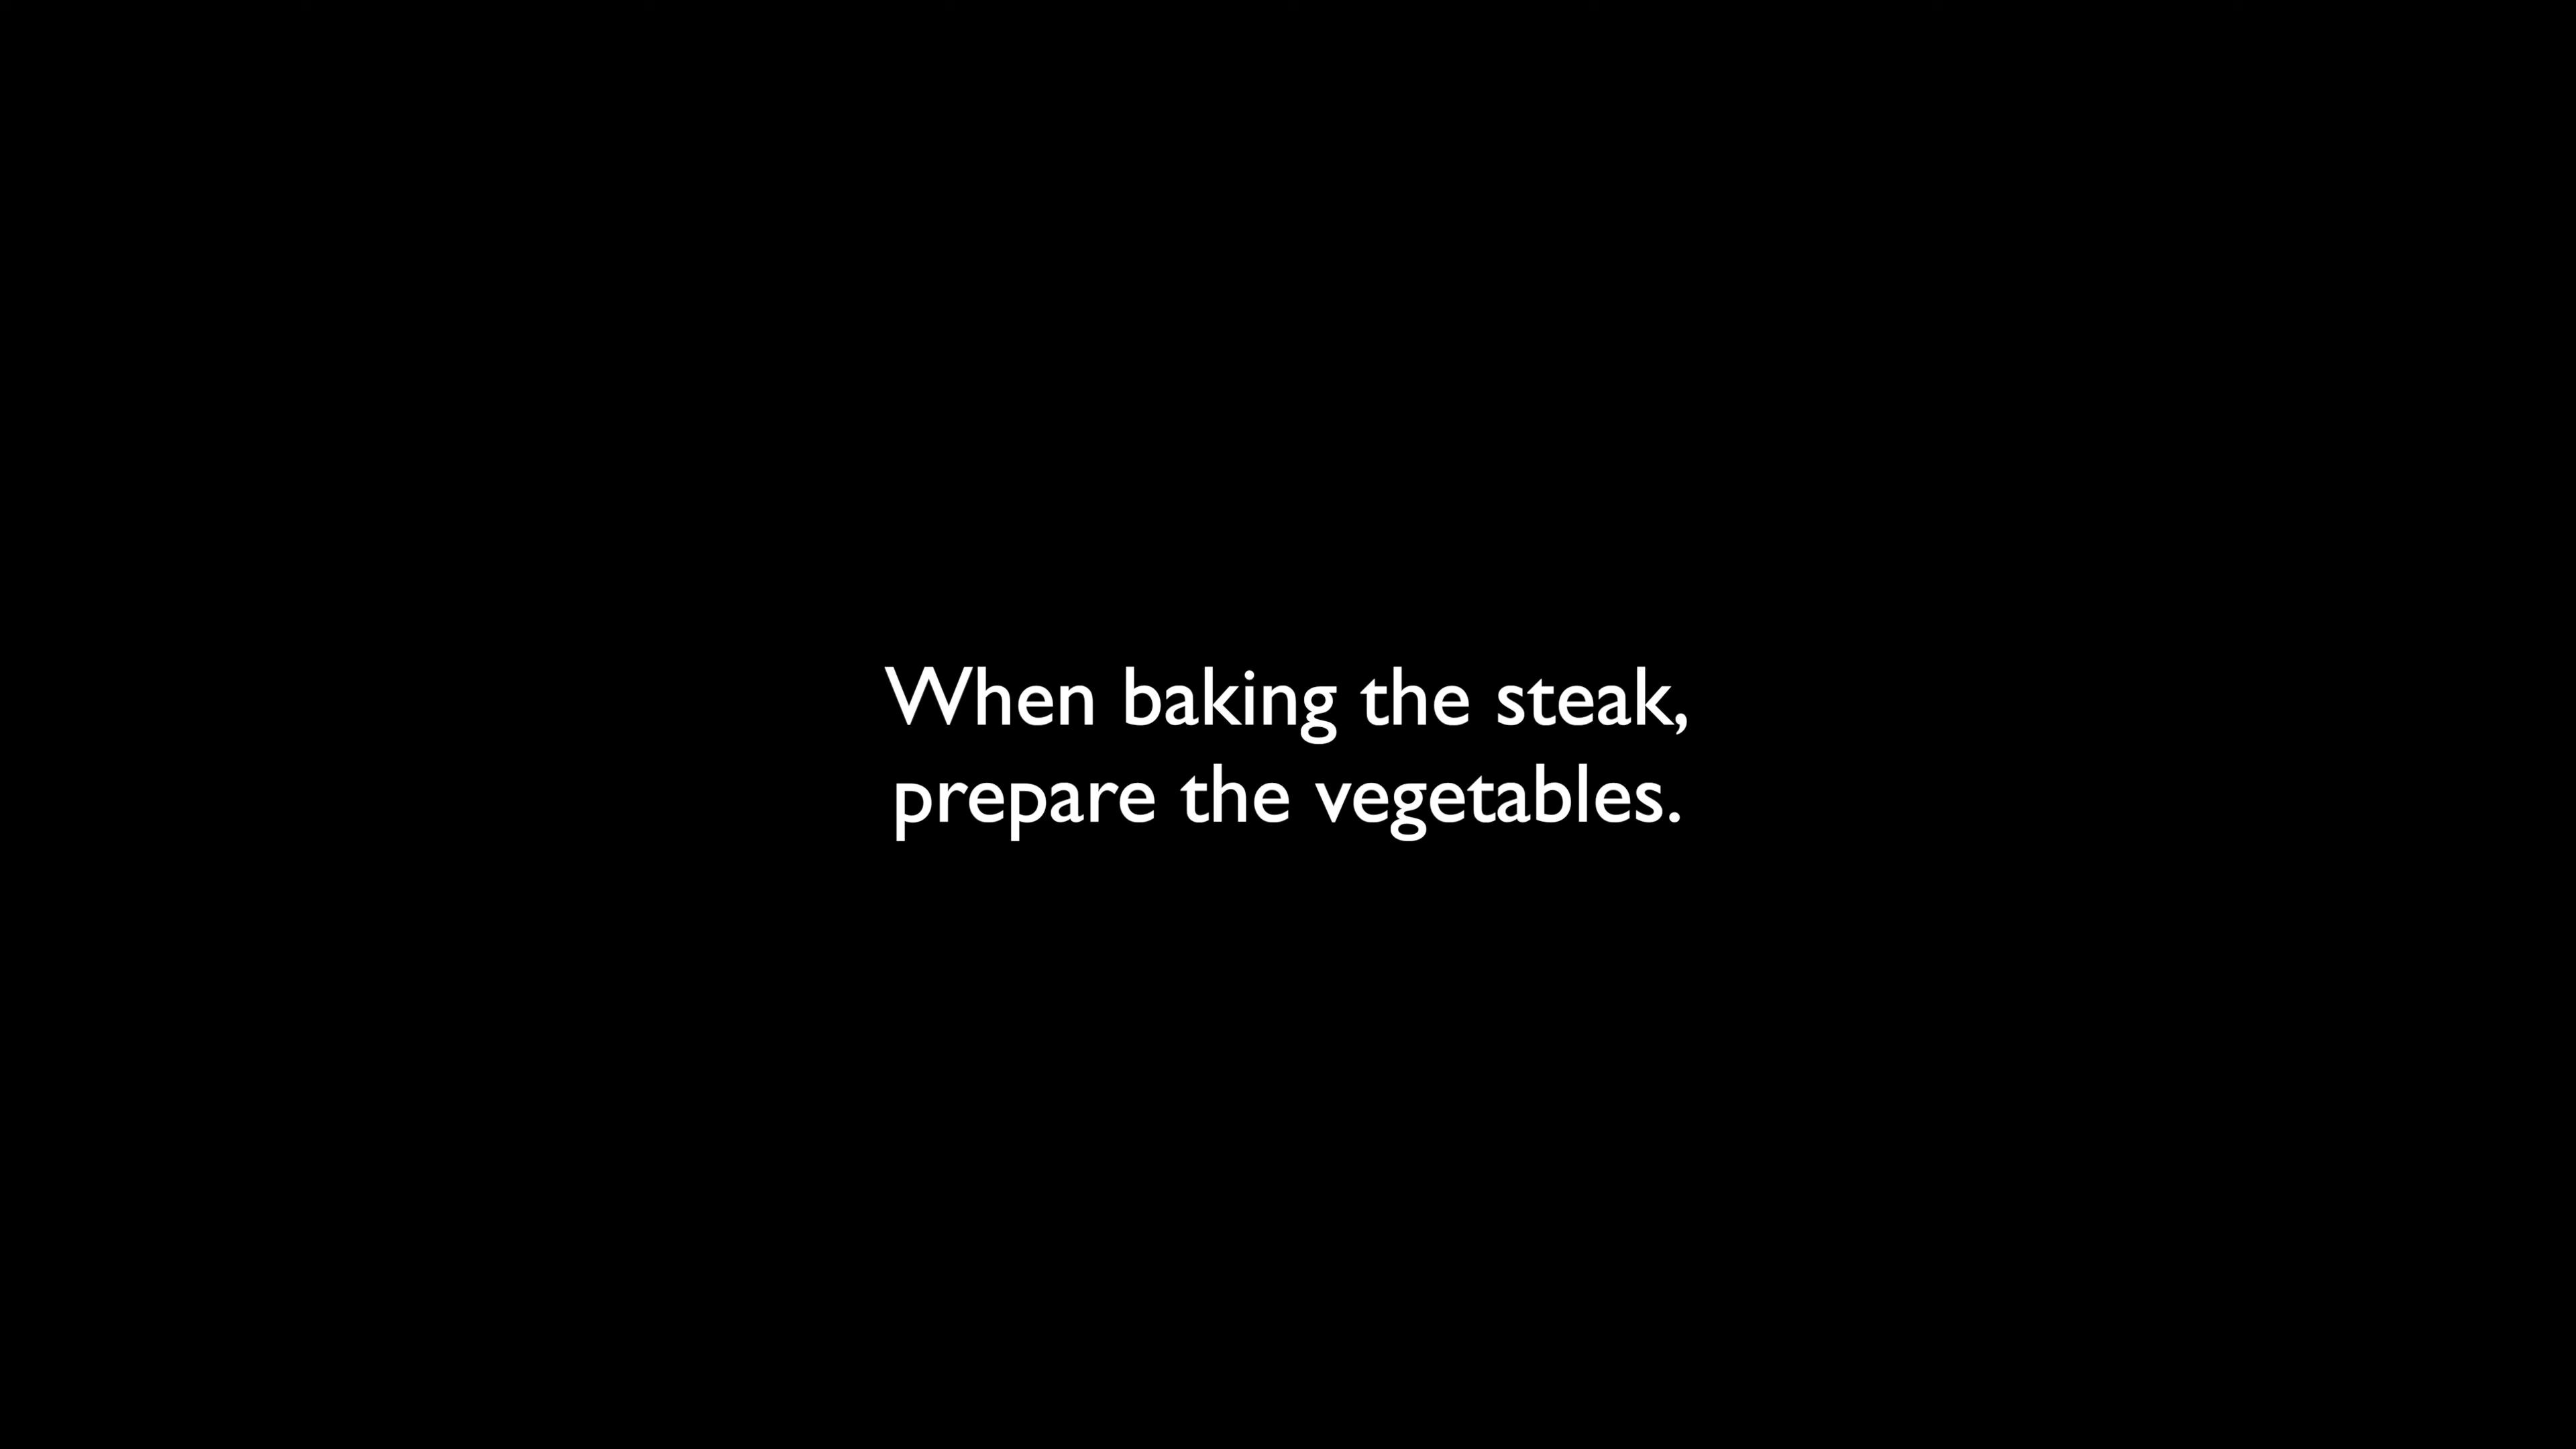 When baking the steak,
prepare the vegetables.